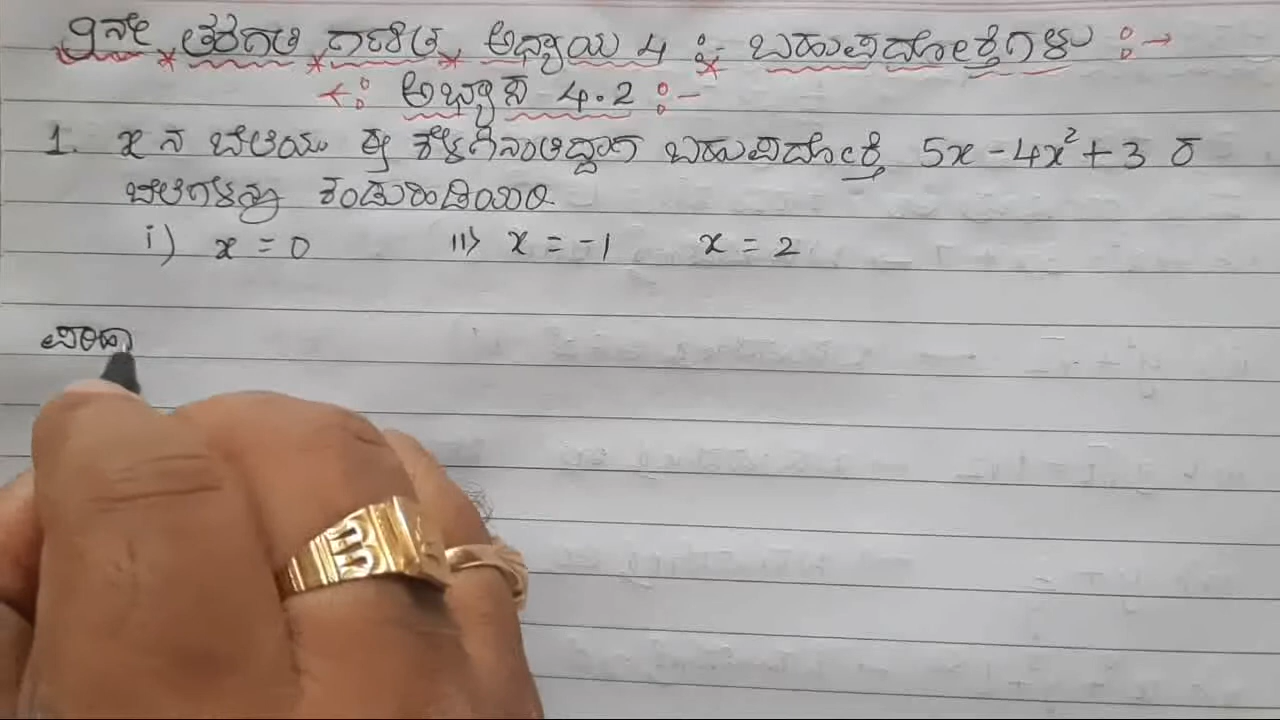 9ನೇ ತರಗತಿ ಗಣಿತ ಅಧ್ಯಾಯ 4 :- ಬಹುಪದೋಕ್ತಿಗಳು :→
←: ಅಭ್ಯಾಸ 4.2 :-
1. x ನ ಬೆಲೆಯು ಈ ಕೆಳಗಿನಂತಿದ್ದಾಗ ಬಹುಪದೋಕ್ತಿ 5x - 4x² + 3 ರ
ಬೆಲೆಗಳನ್ನು ಕಂಡುಹಿಡಿಯಿರಿ
i) x = 0 ii) x = -1 x = 2
ಪರಿಹಾ